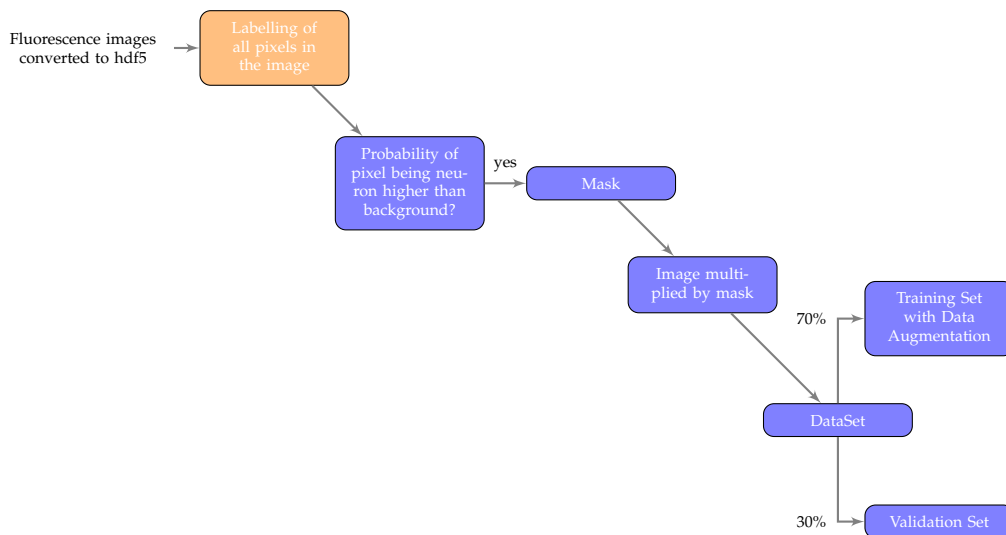 Fluorescence images
converted to hdf5
Labelling of
all pixels in
the image
Probability of
pixel being neu-
ron higher than
background?
yes
Mask
Image multi-
plied by mask
70%
Training Set
with Data
Augmentation
DataSet
30%
Validation Set